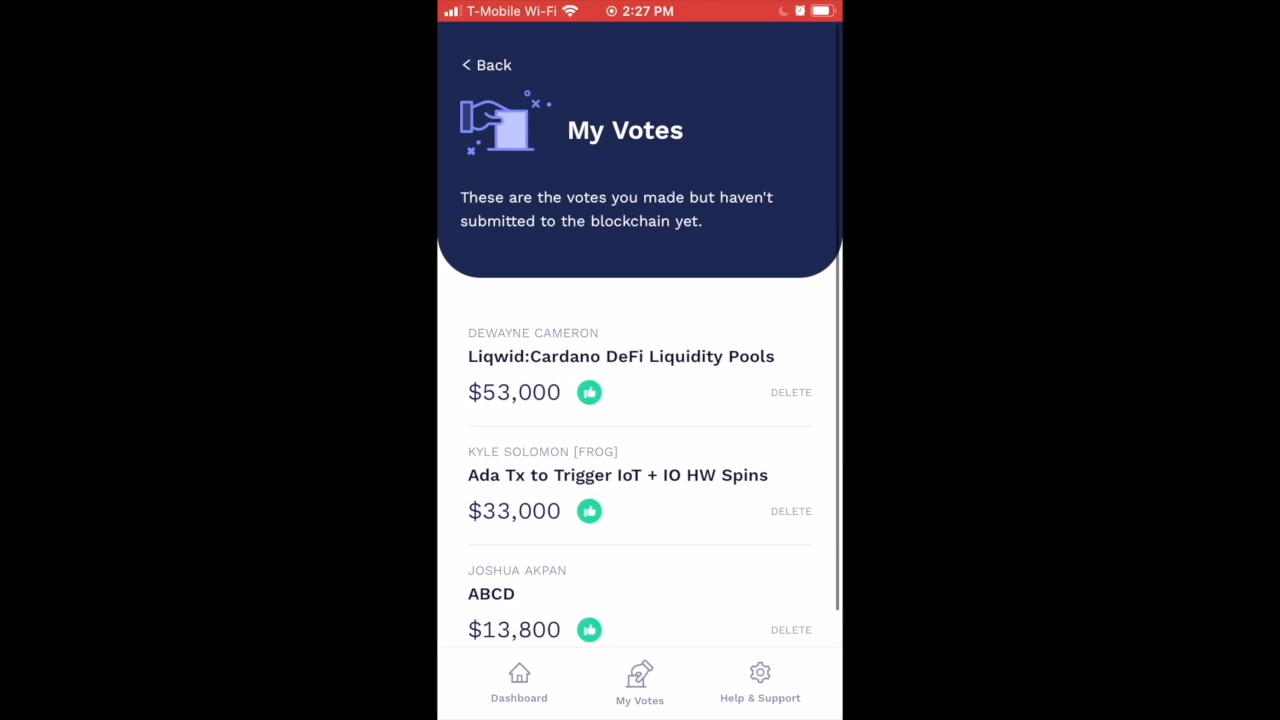 T-Mobile Wi-Fi 2:27 PM
< Back
My Votes
These are the votes you made but haven't
submitted to the blockchain yet.
DEWAYNE CAMERON
Liqwid:Cardano DeFi Liquidity Pools
$53,000 DELETE
KYLE SOLOMON [FROG]
Ada Tx to Trigger IoT + IO HW Spins
$33,000 DELETE
JOSHUA AKPAN
ABCD
$13,800 DELETE
Dashboard My Votes Help & Support